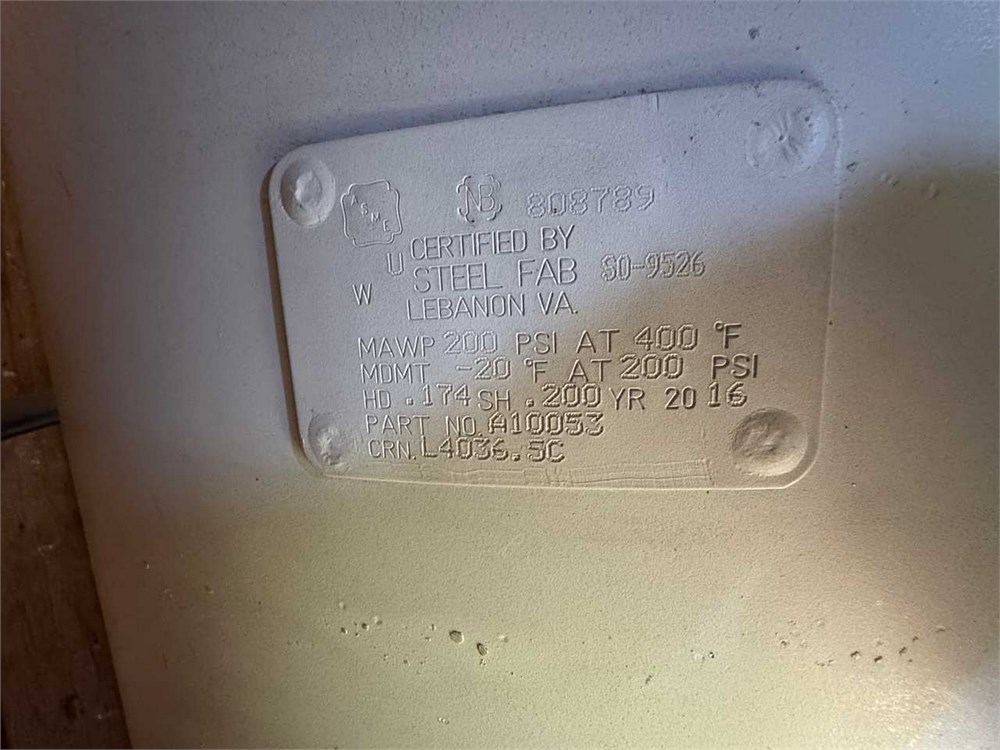 ASME NB 808789
U CERTIFIED BY
W STEEL FAB SO-9526
LEBANON VA.
MAWP 200 PSI AT 400 °F
MDMT -20 °F AT 200 PSI
HD .174 SH .200 YR 2016
PART NO. A10053
CRN. L4036.5C